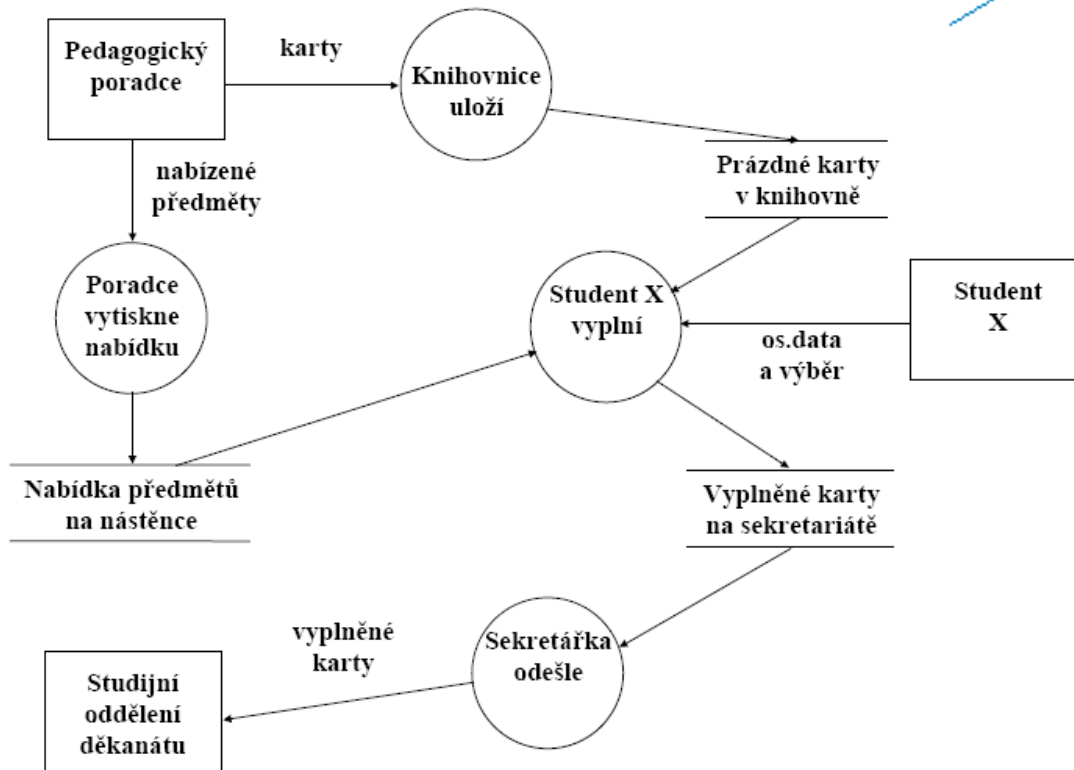 Pedagogický
poradce
karty
Knihovnice
uloží
nabízené
předměty
Prázdné karty
v knihovně
Poradce
vytiskne
nabídku
Student X
vyplní
os.data
a výběr
Student
X
Nabídka předmětů
na nástěnce
Vyplněné karty
na sekretariátě
vyplněné
karty
Sekretářka
odešle
Studijní
oddělení
děkanátu